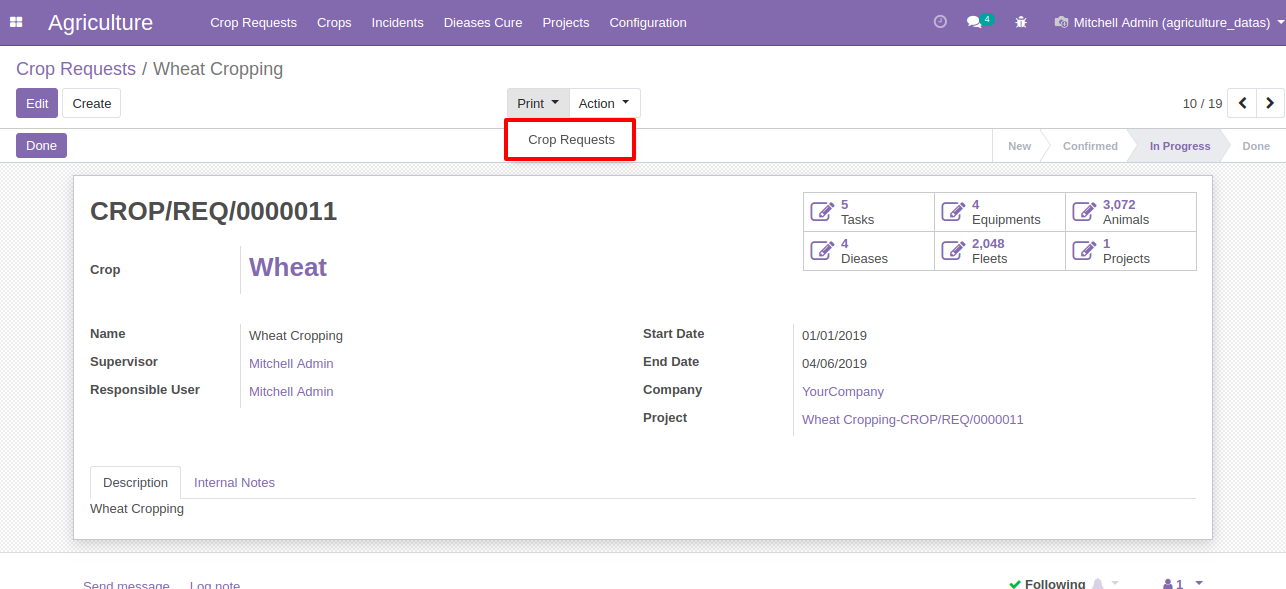 Agriculture Crop Requests Crops Incidents Dieases Cure Projects Configuration 4 Mitchell Admin (agriculture_datas)
Crop Requests / Wheat Cropping
Edit Create Print Action 10 / 19
Crop Requests
Done New Confirmed In Progress Done
CROP/REQ/0000011
5 Tasks 4 Equipments 3,072 Animals
4 Dieases 2,048 Fleets 1 Projects
Crop Wheat
Name Wheat Cropping Start Date 01/01/2019
Supervisor Mitchell Admin End Date 04/06/2019
Responsible User Mitchell Admin Company YourCompany
Project Wheat Cropping-CROP/REQ/0000011
Description Internal Notes
Wheat Cropping
Send message Log note Following 1